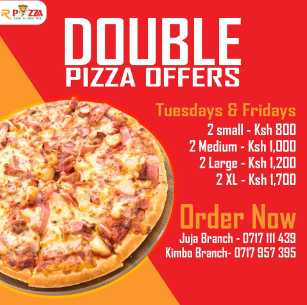 PIZZA
DOUBLE
PIZZA OFFERS
Tuesdays & Fridays
2 small - Ksh 800
2 Medium - Ksh 1,000
2 Large - Ksh 1,200
2 XL - Ksh 1,700
Order Now
Juja Branch - 0717 111 439
Kimbo Branch- 0717 957 395